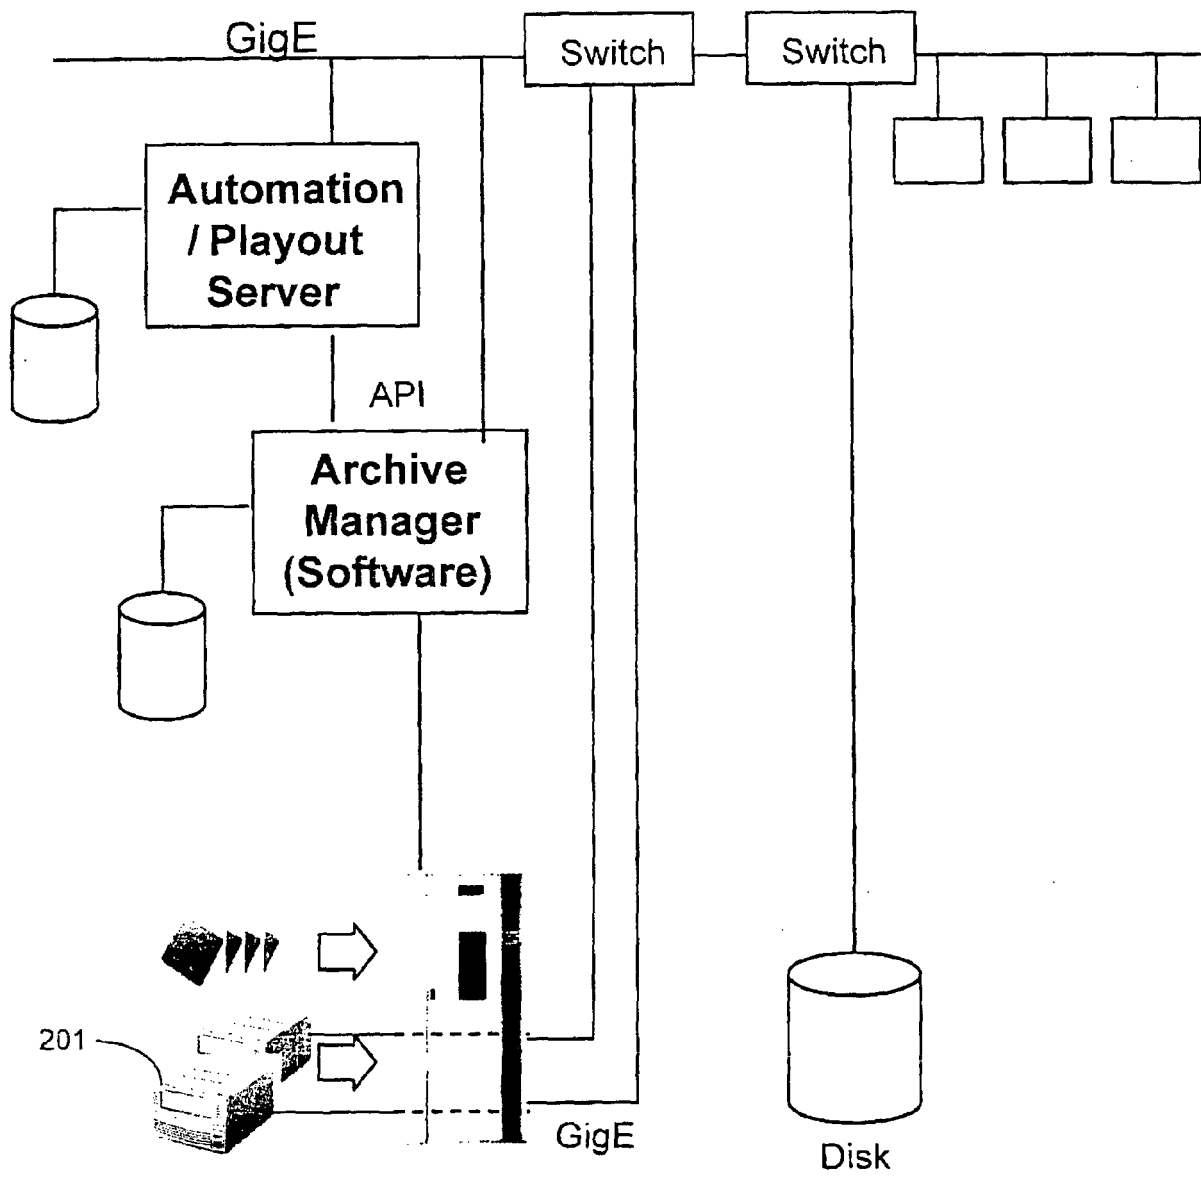 GigE
Switch
Switch
Automation
/ Playout
Server
API
Archive
Manager
(Software)
201
GigE
Disk